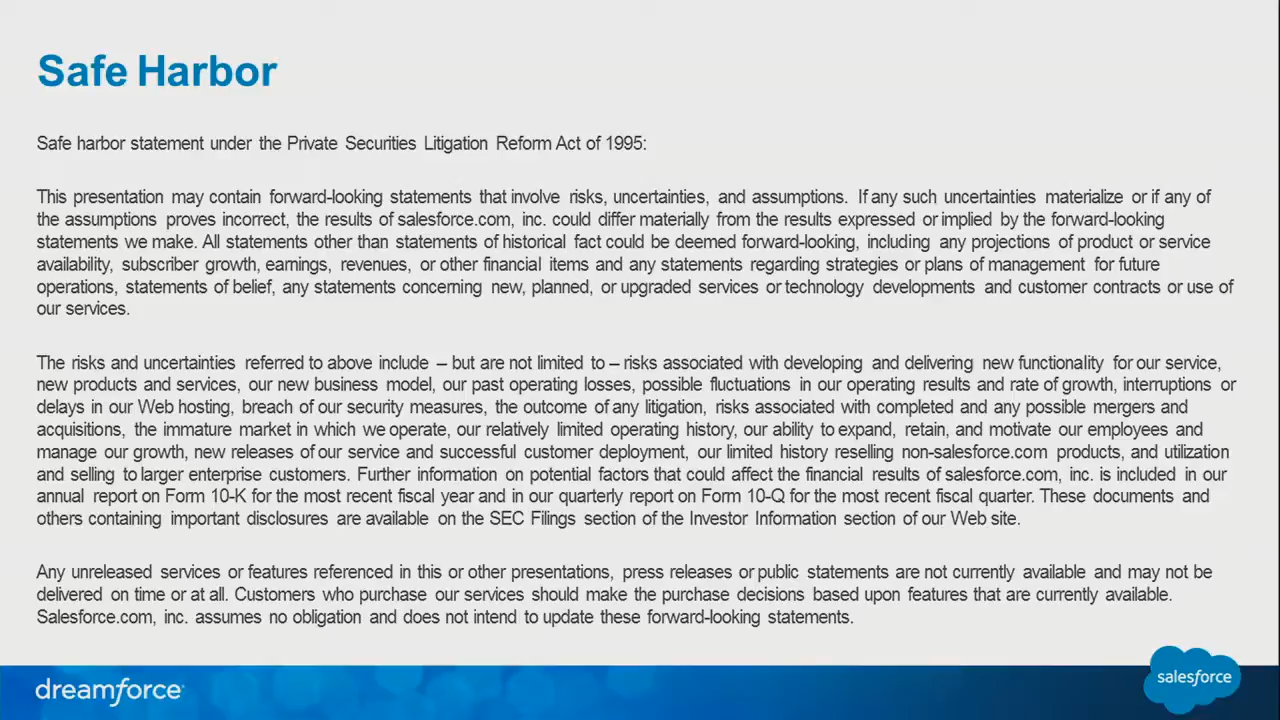 Safe Harbor
Safe harbor statement under the Private Securities Litigation Reform Act of 1995:
This presentation may contain forward-looking statements that involve risks, uncertainties, and assumptions. If any such uncertainties materialize or if any of
the assumptions proves incorrect, the results of salesforce.com, inc. could differ materially from the results expressed or implied by the forward-looking
statements we make. All statements other than statements of historical fact could be deemed forward-looking, including any projections of product or service
availability, subscriber growth, earnings, revenues, or other financial items and any statements regarding strategies or plans of management for future
operations, statements of belief, any statements concerning new, planned, or upgraded services or technology developments and customer contracts or use of
our services.
The risks and uncertainties referred to above include – but are not limited to – risks associated with developing and delivering new functionality for our service,
new products and services, our new business model, our past operating losses, possible fluctuations in our operating results and rate of growth, interruptions or
delays in our Web hosting, breach of our security measures, the outcome of any litigation, risks associated with completed and any possible mergers and
acquisitions, the immature market in which we operate, our relatively limited operating history, our ability to expand, retain, and motivate our employees and
manage our growth, new releases of our service and successful customer deployment, our limited history reselling non-salesforce.com products, and utilization
and selling to larger enterprise customers. Further information on potential factors that could affect the financial results of salesforce.com, inc. is included in our
annual report on Form 10-K for the most recent fiscal year and in our quarterly report on Form 10-Q for the most recent fiscal quarter. These documents and
others containing important disclosures are available on the SEC Filings section of the Investor Information section of our Web site.
Any unreleased services or features referenced in this or other presentations, press releases or public statements are not currently available and may not be
delivered on time or at all. Customers who purchase our services should make the purchase decisions based upon features that are currently available.
Salesforce.com, inc. assumes no obligation and does not intend to update these forward-looking statements.
dreamforce
salesforce